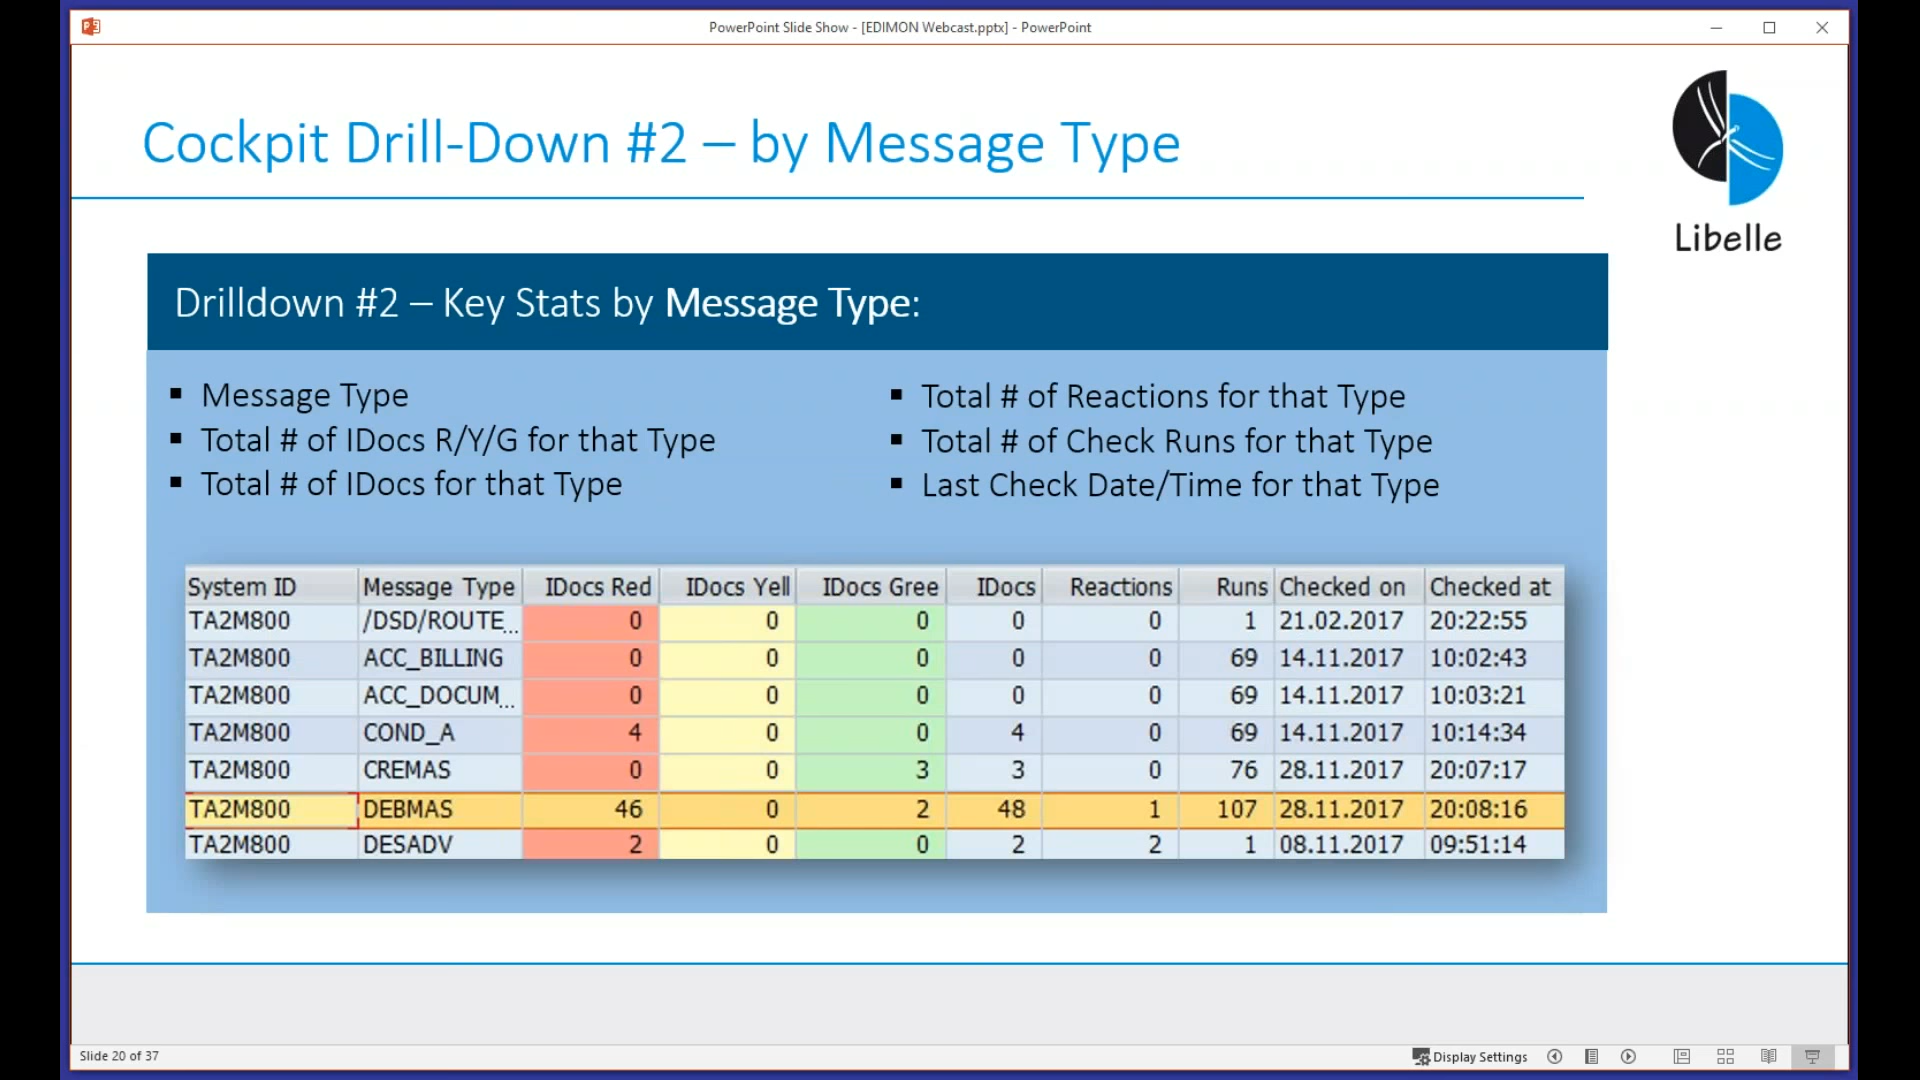 PowerPoint Slide Show - [EDIMON Webcast.pptx] - PowerPoint
Cockpit Drill-Down #2 – by Message Type
Libelle
Drilldown #2 – Key Stats by Message Type:
▪ Message Type
▪ Total # of IDocs R/Y/G for that Type
▪ Total # of IDocs for that Type
▪ Total # of Reactions for that Type
▪ Total # of Check Runs for that Type
▪ Last Check Date/Time for that Type
System ID Message Type IDocs Red IDocs Yell IDocs Gree IDocs Reactions Runs Checked on Checked at
TA2M800 /DSD/ROUTE... 0 0 0 0 0 1 21.02.2017 20:22:55
TA2M800 ACC_BILLING 0 0 0 0 0 69 14.11.2017 10:02:43
TA2M800 ACC_DOCUM... 0 0 0 0 0 69 14.11.2017 10:03:21
TA2M800 COND_A 4 0 0 4 0 69 14.11.2017 10:14:34
TA2M800 CREMAS 0 0 3 3 0 76 28.11.2017 20:07:17
TA2M800 DEBMAS 46 0 2 48 1 107 28.11.2017 20:08:16
TA2M800 DESADV 2 0 0 2 2 1 08.11.2017 09:51:14
Slide 20 of 37
Display Settings